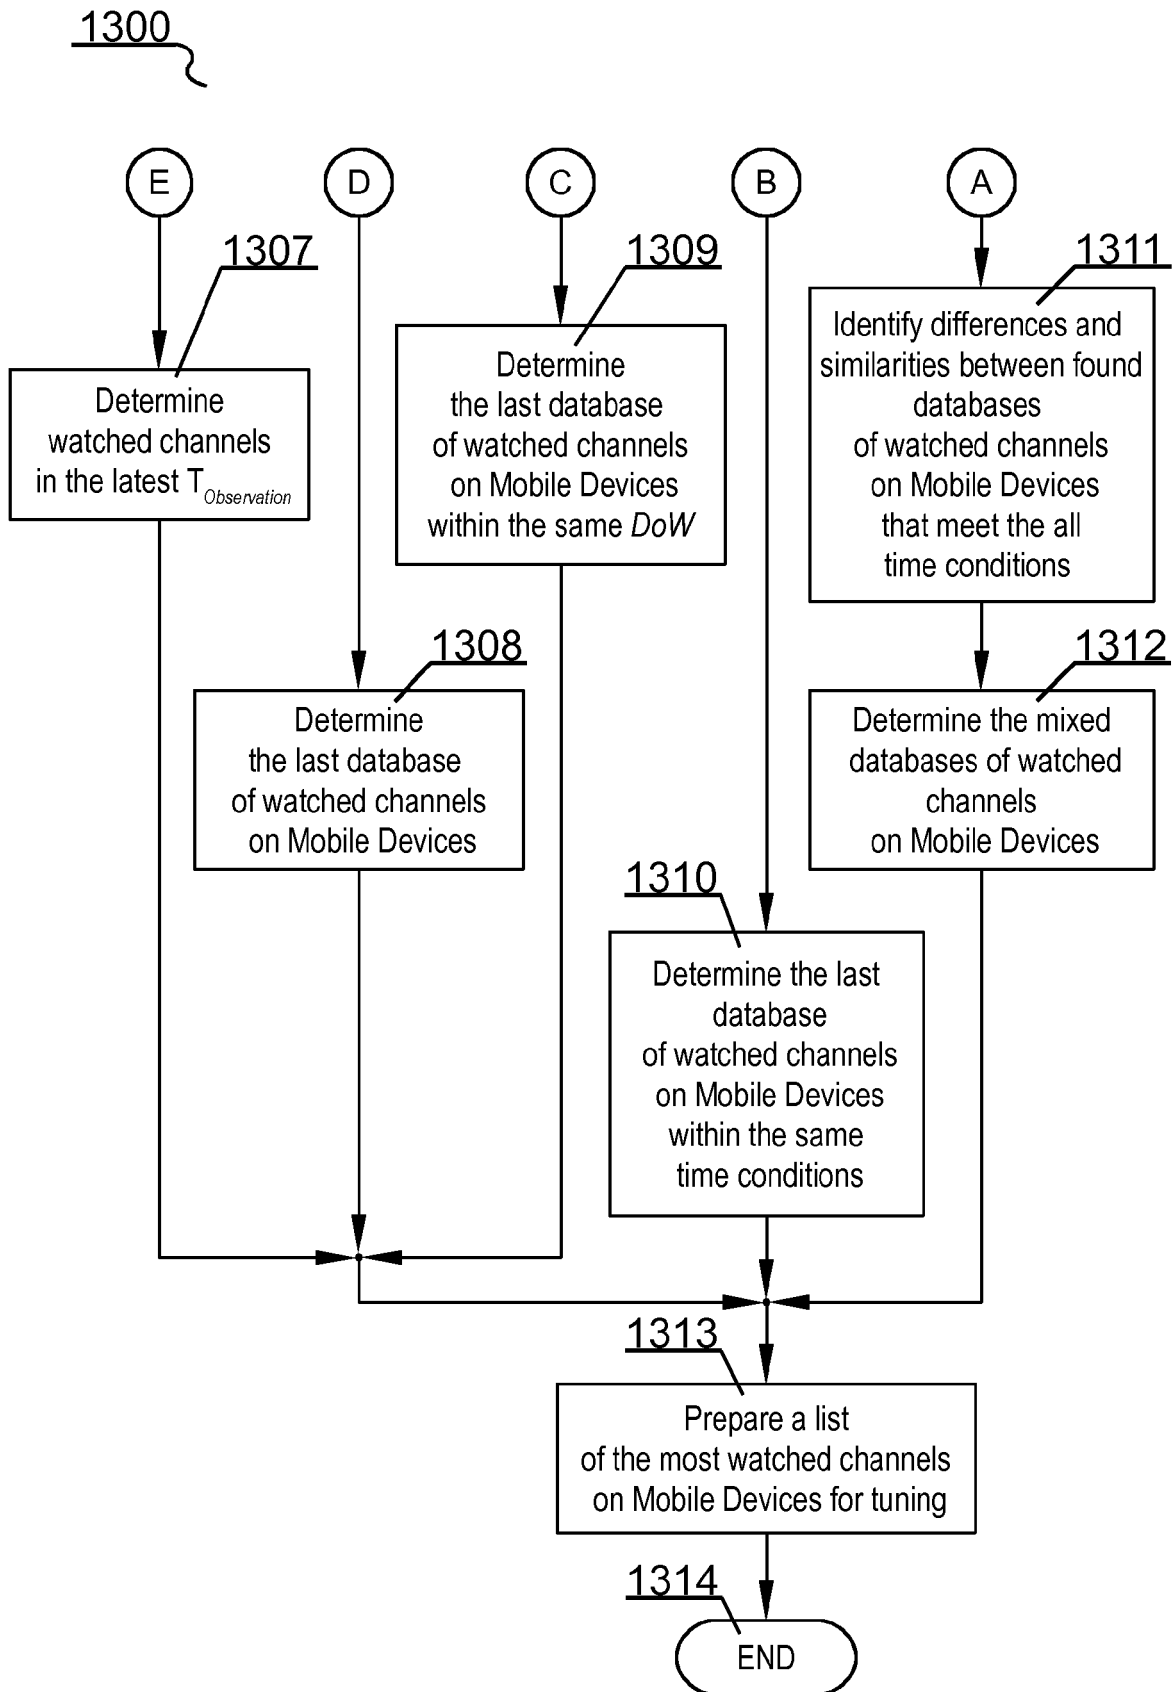 1300
E
D
C
B
A
1307
Determine
watched channels
in the latest T Observation
1309
Determine
the last database
of watched channels
on Mobile Devices
within the same DoW
1311
Identify differences and
similarities between found
databases
of watched channels
on Mobile Devices
that meet the all
time conditions
1308
Determine
the last database
of watched channels
on Mobile Devices
1312
Determine the mixed
databases of watched
channels
on Mobile Devices
1310
Determine the last
database
of watched channels
on Mobile Devices
within the same
time conditions
1313
Prepare a list
of the most watched channels
on Mobile Devices for tuning
1314
END